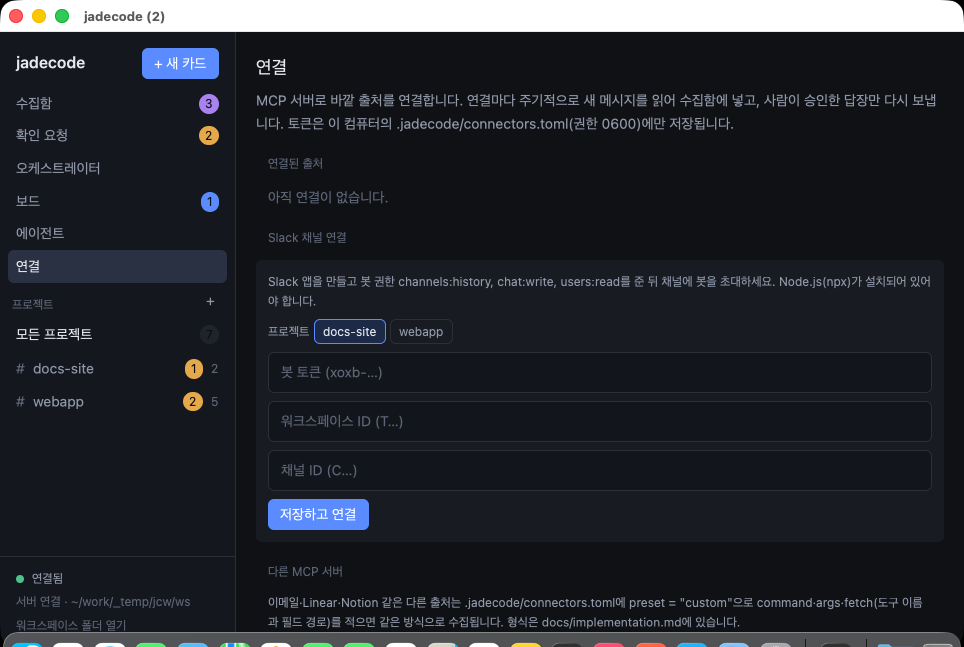 jadecode (2)
jadecode
+ 새 카드
수집함 3
확인 요청 2
오케스트레이터
보드 1
에이전트
연결
프로젝트 +
모든 프로젝트 7
# docs-site 1 2
# webapp 2 5
연결됨
서버 연결 · ~/work/_temp/jcw/ws
워크스페이스 폴더 열기
연결
MCP 서버로 바깥 출처를 연결합니다. 연결마다 주기적으로 새 메시지를 읽어 수집함에 넣고, 사람이 승인한 답장만 다시 보냅
니다. 토큰은 이 컴퓨터의 .jadecode/connectors.toml(권한 0600)에만 저장됩니다.
연결된 출처
아직 연결이 없습니다.
Slack 채널 연결
Slack 앱을 만들고 봇 권한 channels:history, chat:write, users:read를 준 뒤 채널에 봇을 초대하세요. Node.js(npx)가 설치되어 있어
야 합니다.
프로젝트 docs-site webapp
봇 토큰 (xoxb-...)
워크스페이스 ID (T...)
채널 ID (C...)
저장하고 연결
다른 MCP 서버
이메일·Linear·Notion 같은 다른 출처는 .jadecode/connectors.toml에 preset = "custom"으로 command·args·fetch(도구 이름
과 필드 경로)를 적으면 같은 방식으로 수집됩니다. 형식은 docs/implementation.md에 있습니다.